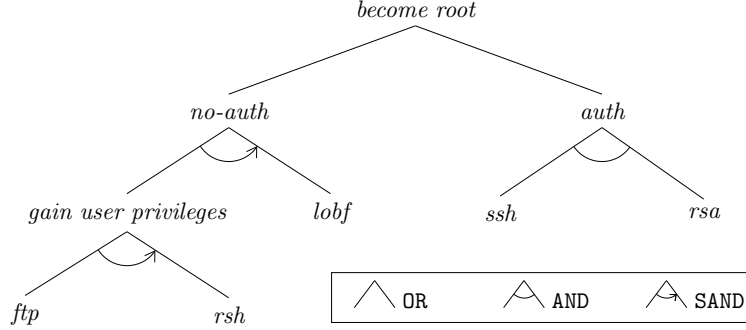 become root
no-auth auth
gain user privileges lobf ssh rsa
ftp rsh
OR AND SAND